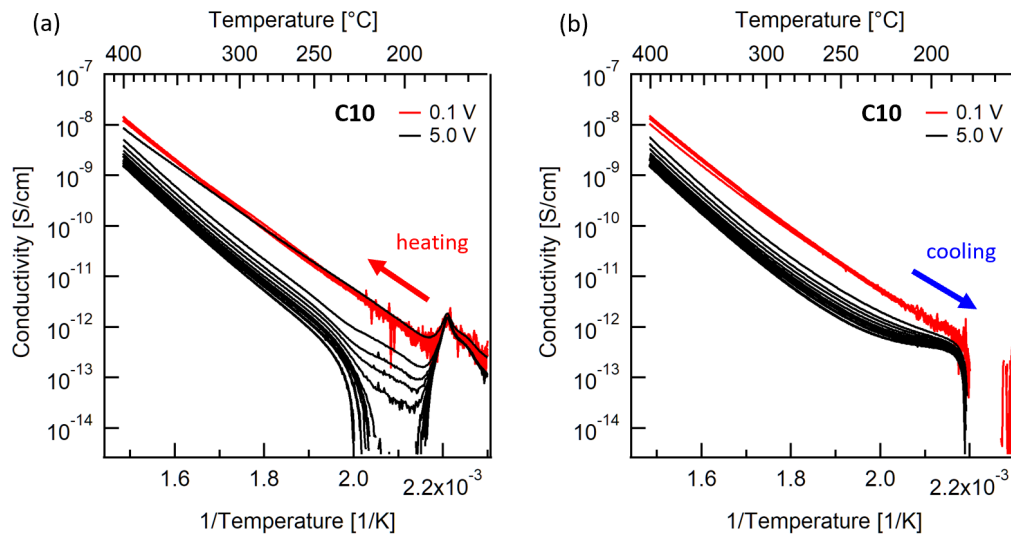 (a)
Temperature [°C]
400 300 250 200
C10
0.1 V
5.0 V
heating
Conductivity [S/cm]
10⁻⁷
10⁻⁸
10⁻⁹
10⁻¹⁰
10⁻¹¹
10⁻¹²
10⁻¹³
10⁻¹⁴
1.6 1.8 2.0 2.2x10⁻³
1/Temperature [1/K]
(b)
Temperature [°C]
400 300 250 200
C10
0.1 V
5.0 V
cooling
Conductivity [S/cm]
10⁻⁷
10⁻⁸
10⁻⁹
10⁻¹⁰
10⁻¹¹
10⁻¹²
10⁻¹³
10⁻¹⁴
1.6 1.8 2.0 2.2x10⁻³
1/Temperature [1/K]